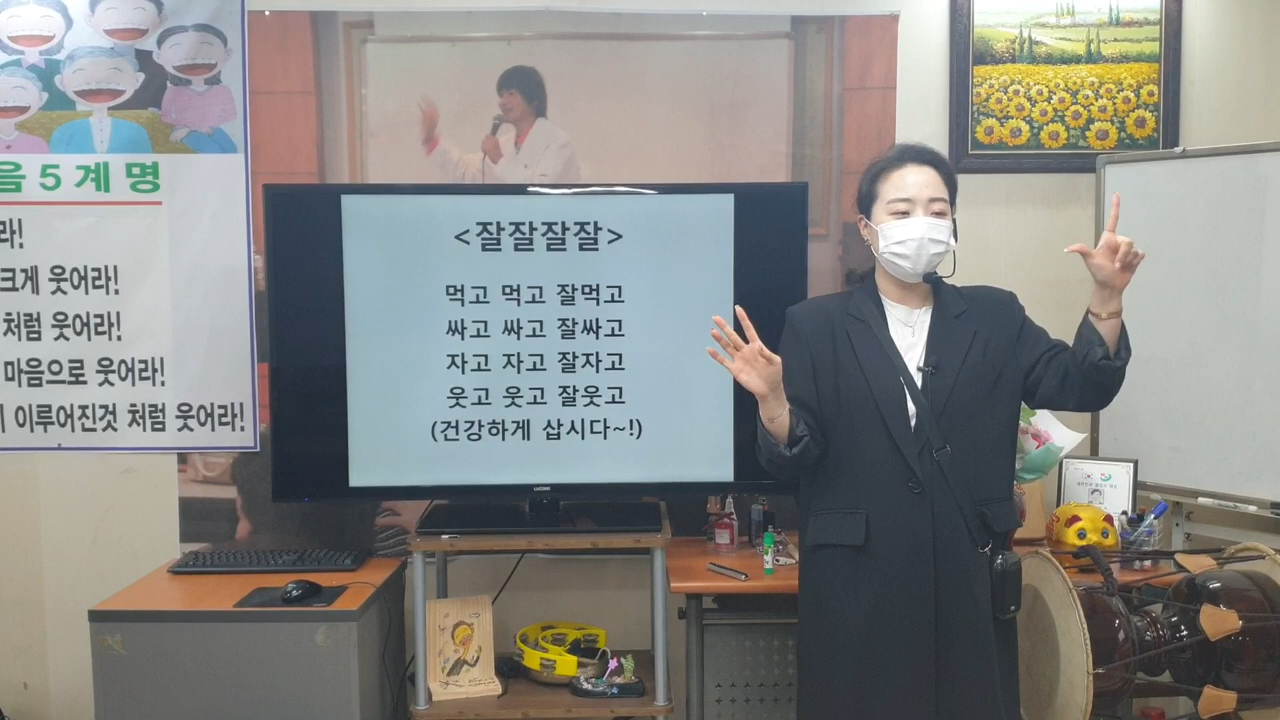 음 5 계 명
라!
크게 웃어라!
처럼 웃어라!
마음으로 웃어라!
이루어진것 처럼 웃어라!
<잘잘잘잘>
먹고 먹고 잘먹고
싸고 싸고 잘싸고
자고 자고 잘자고
웃고 웃고 잘웃고
(건강하게 삽시다~!)